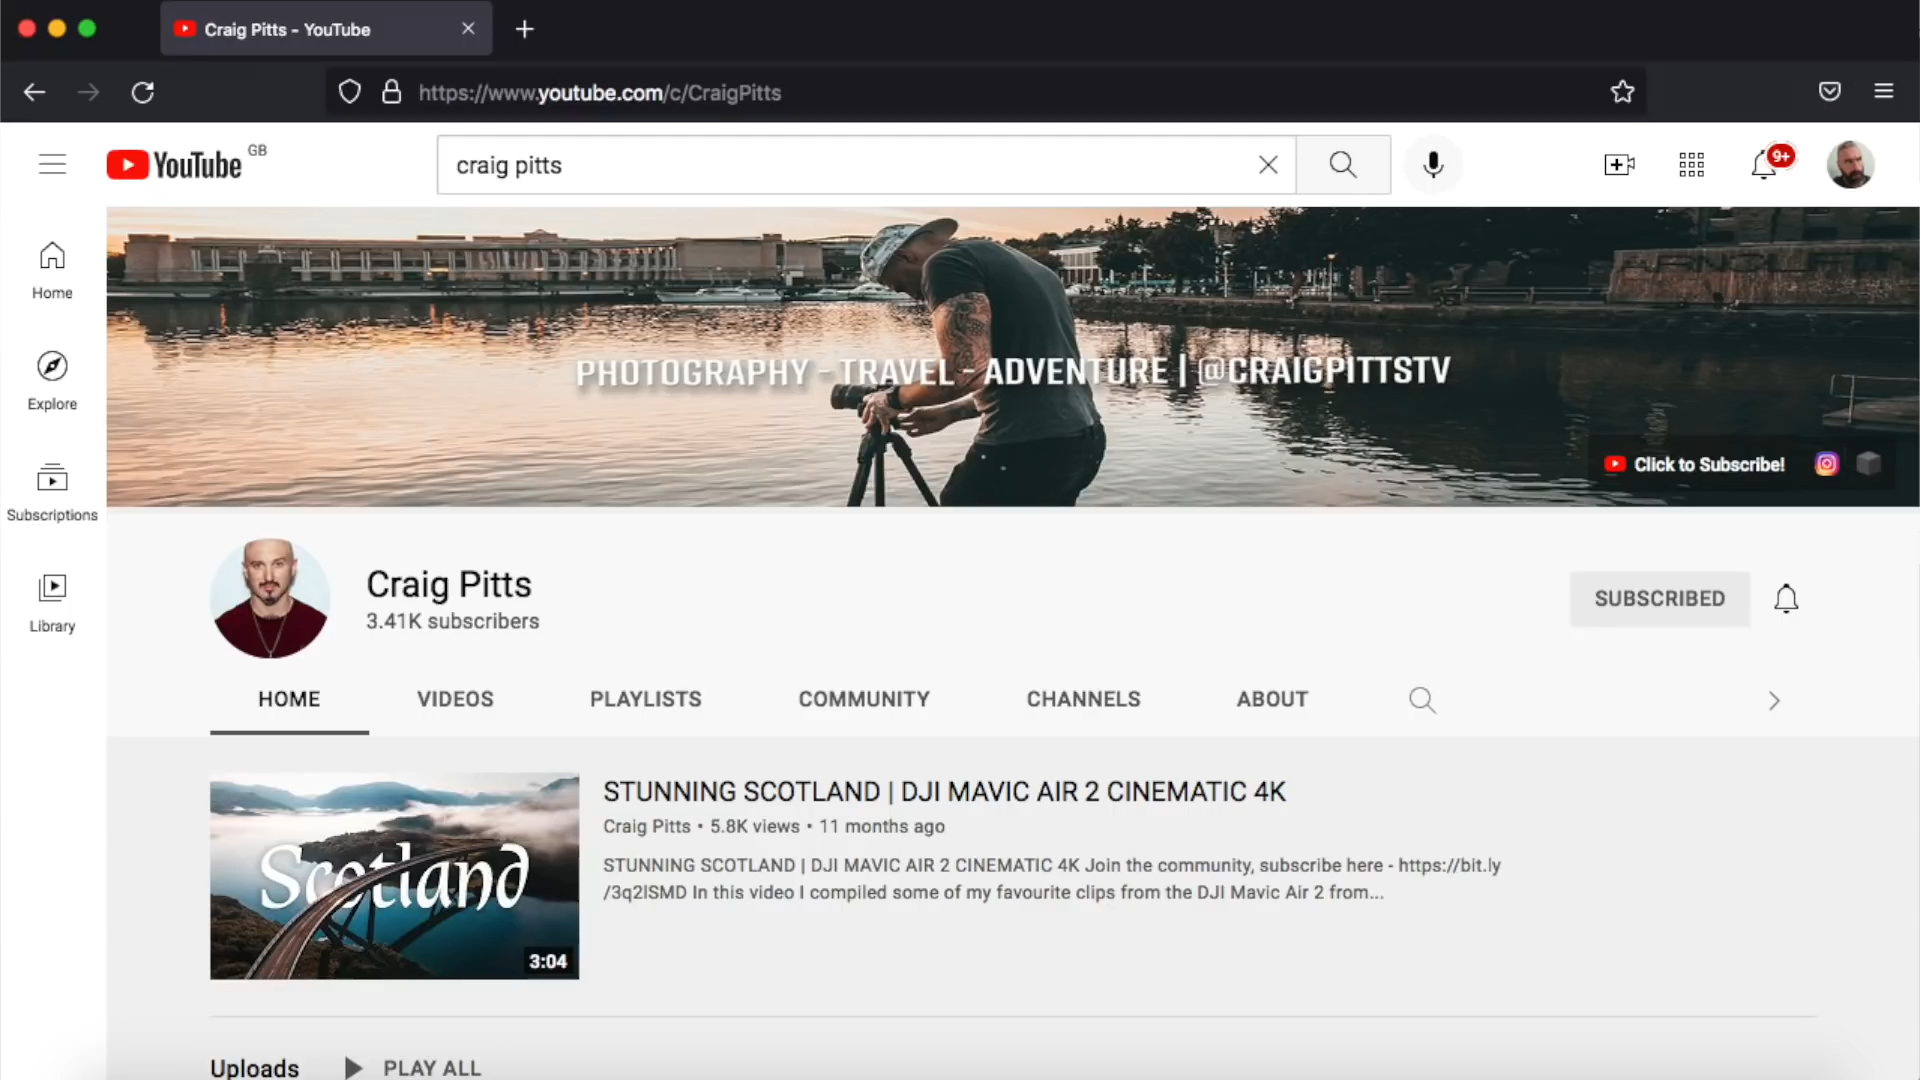 Craig Pitts - YouTube
https://www.youtube.com/c/CraigPitts
YouTube GB
craig pitts
9+
Home
Explore
Subscriptions
Library
PHOTOGRAPHY - TRAVEL - ADVENTURE | @CRAIGPITTSTV
Click to Subscribe!
Craig Pitts
3.41K subscribers
SUBSCRIBED
HOME VIDEOS PLAYLISTS COMMUNITY CHANNELS ABOUT
Scotland
3:04
STUNNING SCOTLAND | DJI MAVIC AIR 2 CINEMATIC 4K
Craig Pitts • 5.8K views • 11 months ago
STUNNING SCOTLAND | DJI MAVIC AIR 2 CINEMATIC 4K Join the community, subscribe here - https://bit.ly
/3q2lSMD In this video I compiled some of my favourite clips from the DJI Mavic Air 2 from...
Uploads PLAY ALL